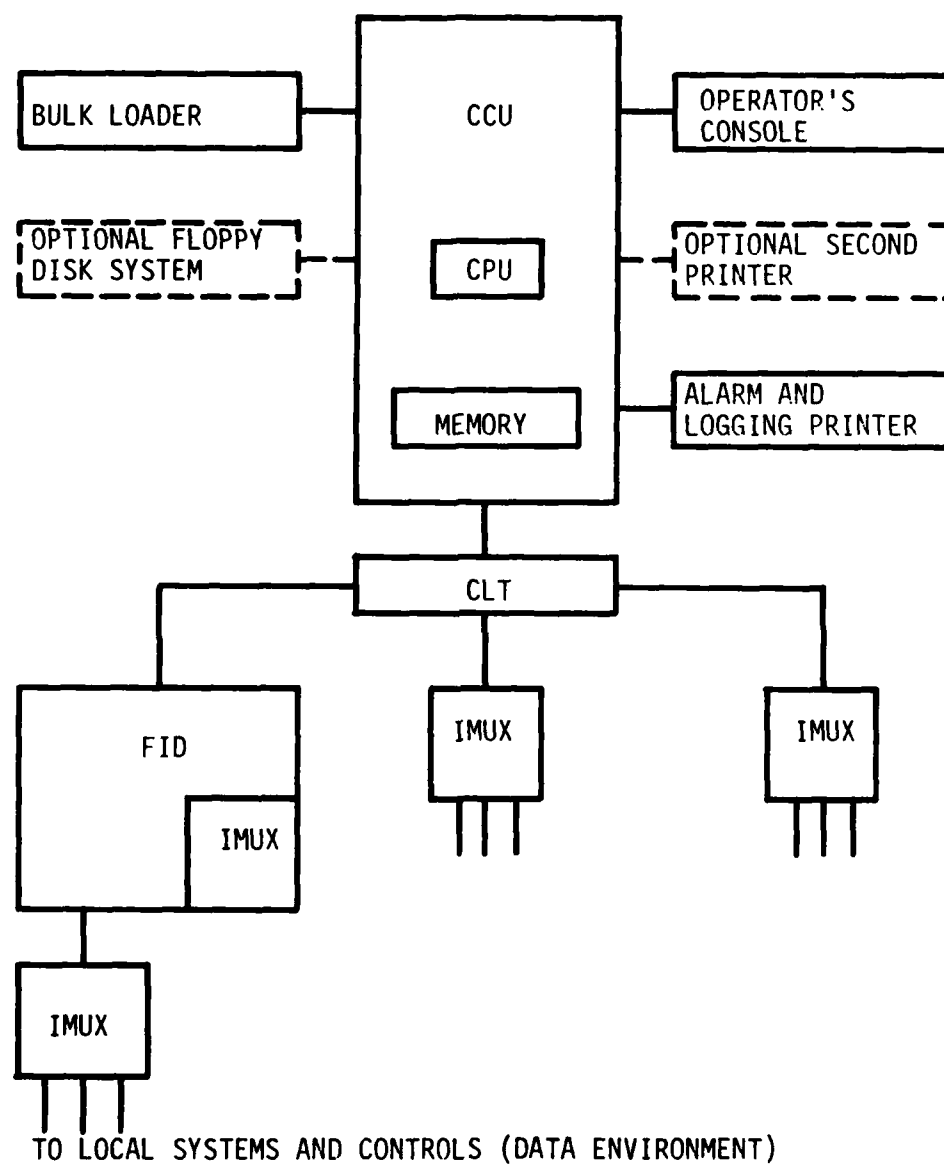 BULK LOADER
CCU
OPERATOR'S
CONSOLE
OPTIONAL FLOPPY
DISK SYSTEM
CPU
OPTIONAL SECOND
PRINTER
MEMORY
ALARM AND
LOGGING PRINTER
CLT
FID
IMUX
IMUX
IMUX
IMUX
TO LOCAL SYSTEMS AND CONTROLS (DATA ENVIRONMENT)